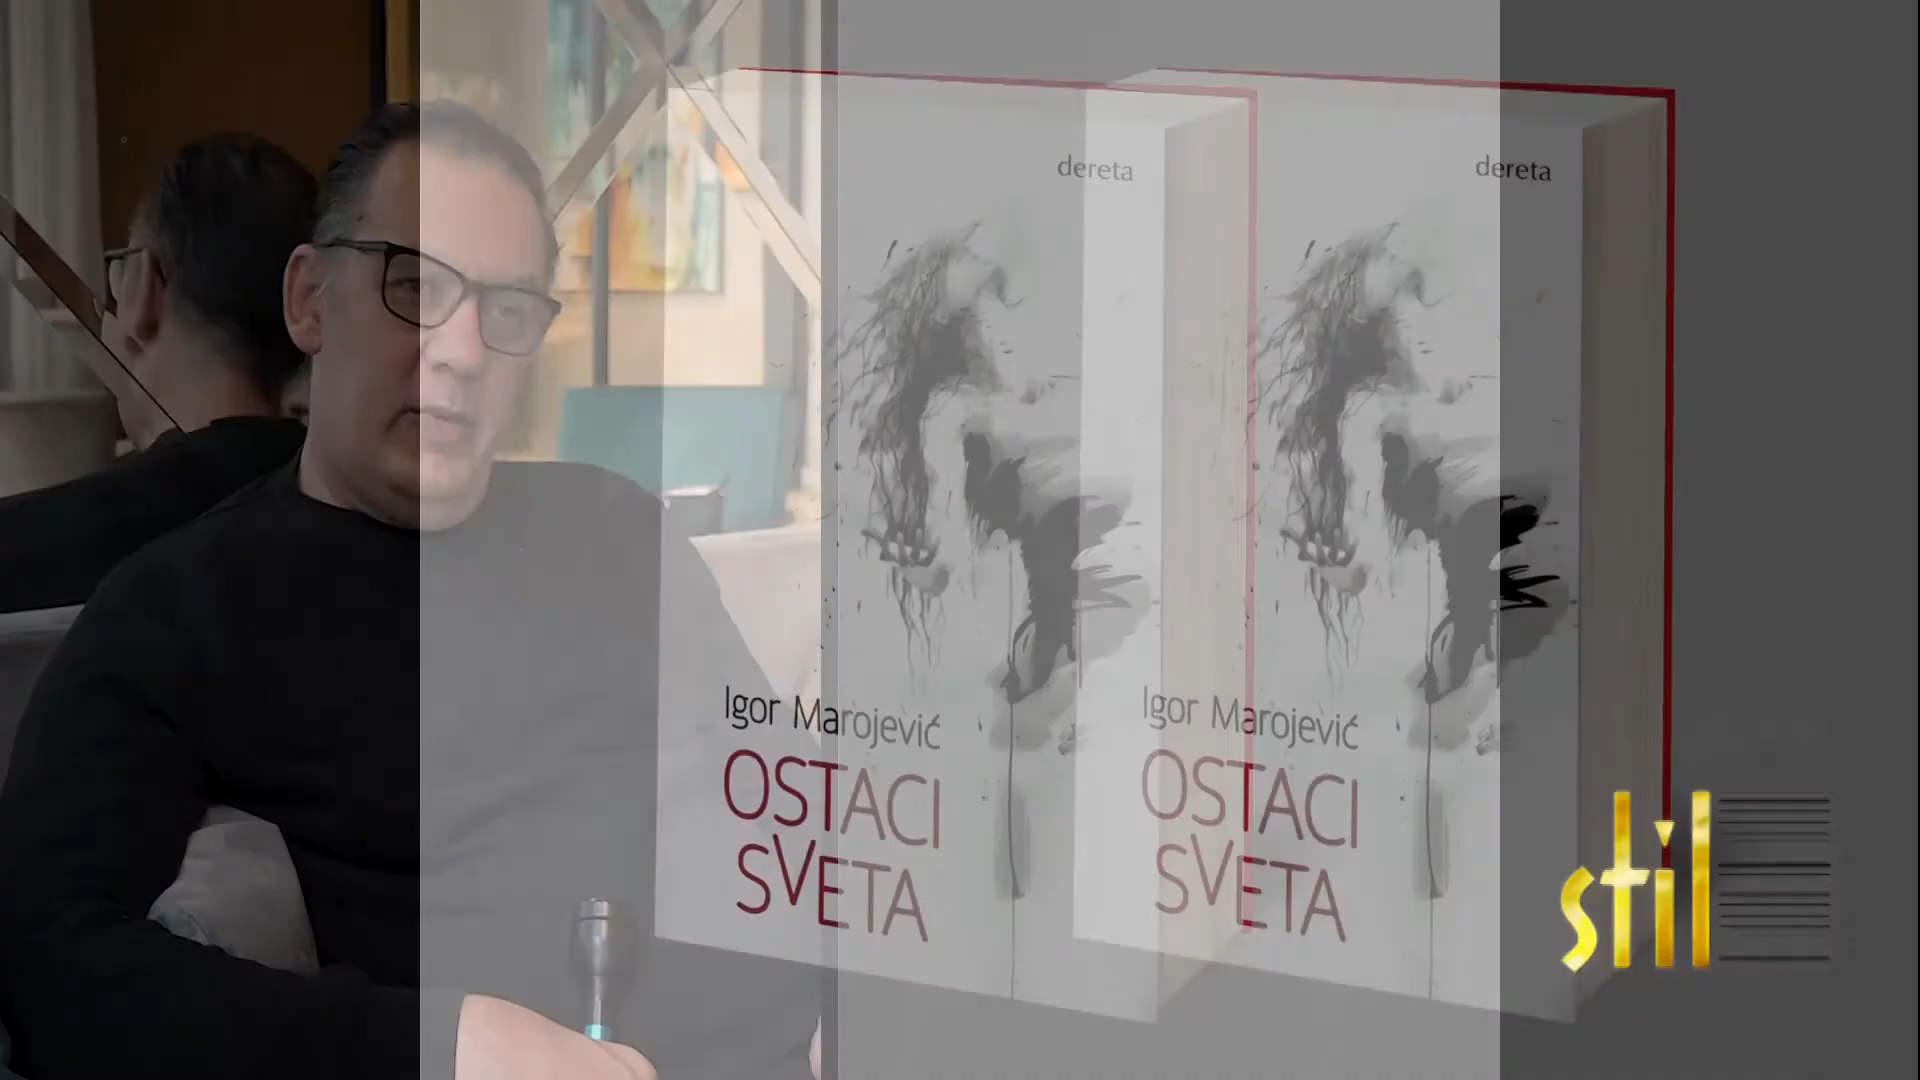 dereta
Igor Marojević
OSTACI
SVETA
dereta
Igor Marojević
OSTACI
SVETA
stil